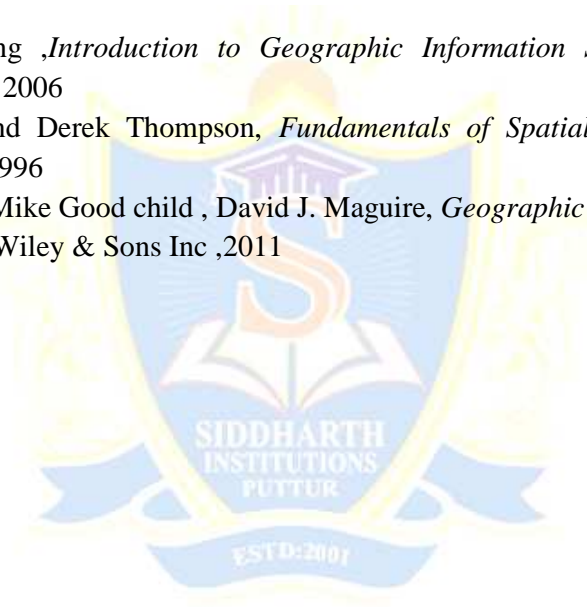 ng ,Introduction to Geographic Information
2006
nd Derek Thompson, Fundamentals of Spatial
996
Mike Good child , David J. Maguire, Geographic
Wiley & Sons Inc ,2011
S
SIDDHARTH
INSTITUTIONS
PUTTUR
ESTD:2001